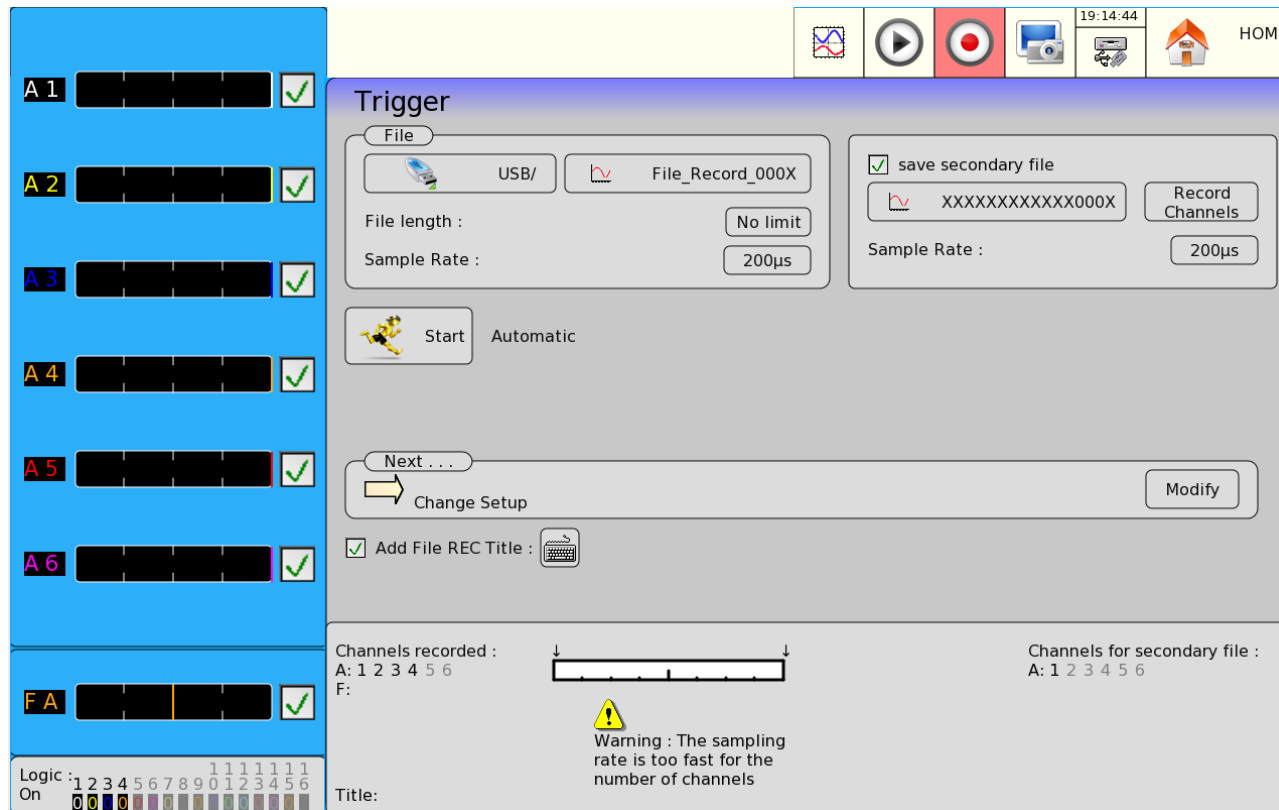 19:14:44
HOM
A 1
A 2
A 3
A 4
A 5
A 6
F A
Logic :
On
1 2 3 4 5 6 7 8 9 10 11 12 13 14 15 16
0 0 0 0
Trigger
File
USB/
File_Record_000X
File length :
No limit
Sample Rate :
200µs
save secondary file
XXXXXXXXXXXX000X
Record
Channels
Sample Rate :
200µs
Start
Automatic
Next . . .
Change Setup
Modify
Add File REC Title :
Channels recorded :
A: 1 2 3 4 5 6
F:
Warning : The sampling
rate is too fast for the
number of channels
Title:
Channels for secondary file :
A: 1 2 3 4 5 6